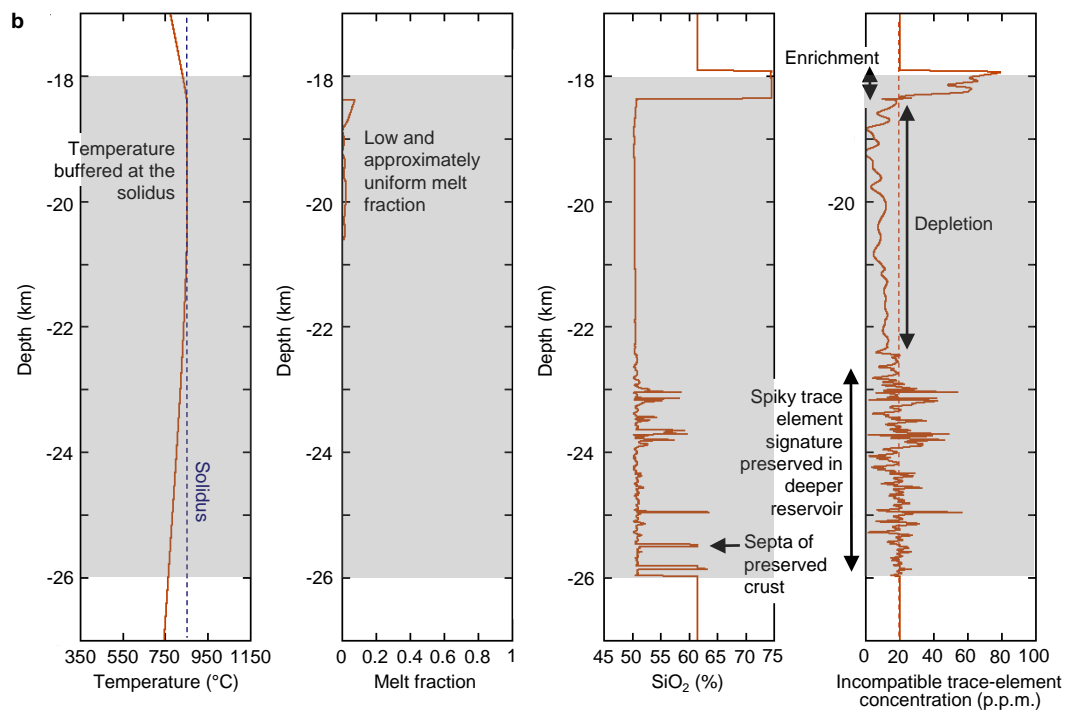 b
-18
-20
-22
-24
-26
Depth (km)
Temperature
buffered at the
solidus
Solidus
350 550 750 950 1150
Temperature (°C)
-18
-20
-22
-24
-26
Depth (km)
Low and
approximately
uniform melt
fraction
0 0.2 0.4 0.6 0.8 1
Melt fraction
-18
-20
-22
-24
-26
Depth (km)
Septa of
preserved
crust
45 50 55 60 65 70 75
SiO₂ (%)
Enrichment
-20
Depletion
Spiky trace
element
signature
preserved in
deeper
reservoir
0 20 40 60 80 100
Incompatible trace-element
concentration (p.p.m.)